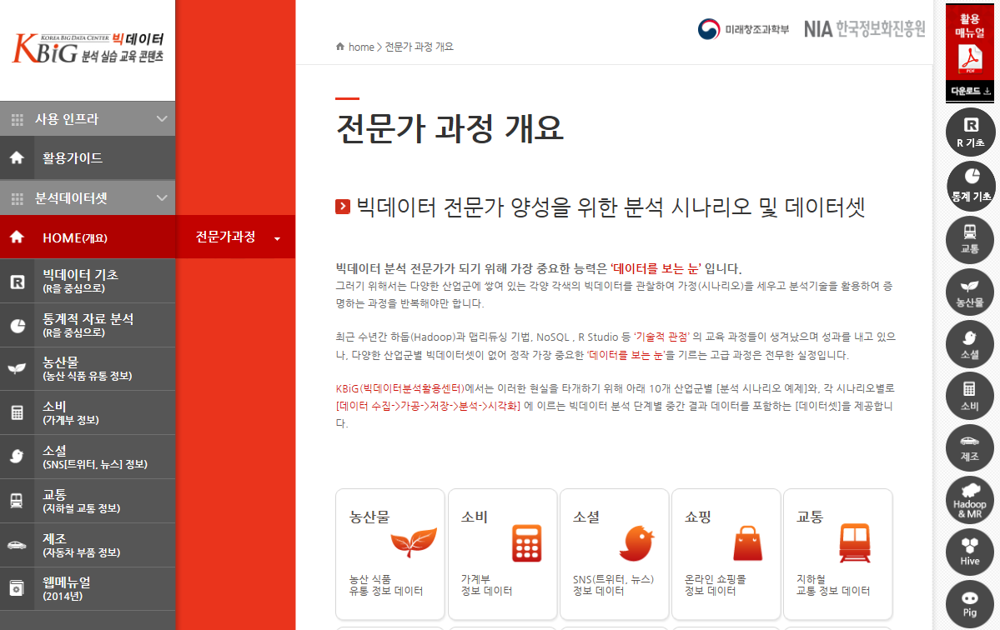 KOREA BIG DATA CENTER 빅데이터
KBiG 분석 실습 교육 콘텐츠
사용 인프라
활용가이드
분석데이터셋
HOME(개요)
빅데이터 기초
(R을 중심으로)
통계적 자료 분석
(R을 중심으로)
농산물
(농산 식품 유통 정보)
소비
(가계부 정보)
소셜
(SNS[트위터, 뉴스] 정보)
교통
(지하철 교통 정보)
제조
(자동차 부품 정보)
웹메뉴얼
(2014년)
전문가과정
home > 전문가 과정 개요
미래창조과학부
NIA 한국정보화진흥원
전문가 과정 개요
빅데이터 전문가 양성을 위한 분석 시나리오 및 데이터셋
빅데이터 분석 전문가가 되기 위해 가장 중요한 능력은 ‘데이터를 보는 눈’ 입니다.
그러기 위해서는 다양한 산업군에 쌓여 있는 각양 각색의 빅데이터를 관찰하여 가정(시나리오)을 세우고 분석기술을 활용하여 증
명하는 과정을 반복해야만 합니다.
최근 수년간 하둡(Hadoop)과 맵리듀싱 기법, NoSQL , R Studio 등 ‘기술적 관점’ 의 교육 과정들이 생겨났으며 성과를 내고 있으
나, 다양한 산업군별 빅데이터셋이 없어 정작 가장 중요한 ‘데이터를 보는 눈’을 기르는 고급 과정은 전무한 실정입니다.
KBiG(빅데이터분석활용센터)에서는 이러한 현실을 타개하기 위해 아래 10개 산업군별 [분석 시나리오 예제]와, 각 시나리오별로
[데이터 수집->가공->저장->분석->시각화] 에 이르는 빅데이터 분석 단계별 중간 결과 데이터를 포함하는 [데이터셋]을 제공합니
다.
농산물
농산 식품
유통 정보 데이터
소비
가계부
정보 데이터
소셜
SNS(트위터, 뉴스)
정보 데이터
쇼핑
온라인 쇼핑몰
정보 데이터
교통
지하철
교통 정보 데이터
활용
매뉴얼
PDF
다운로드
R
R 기초
통계 기초
교통
농산물
소셜
소비
제조
Hadoop
& MR
Hive
Pig